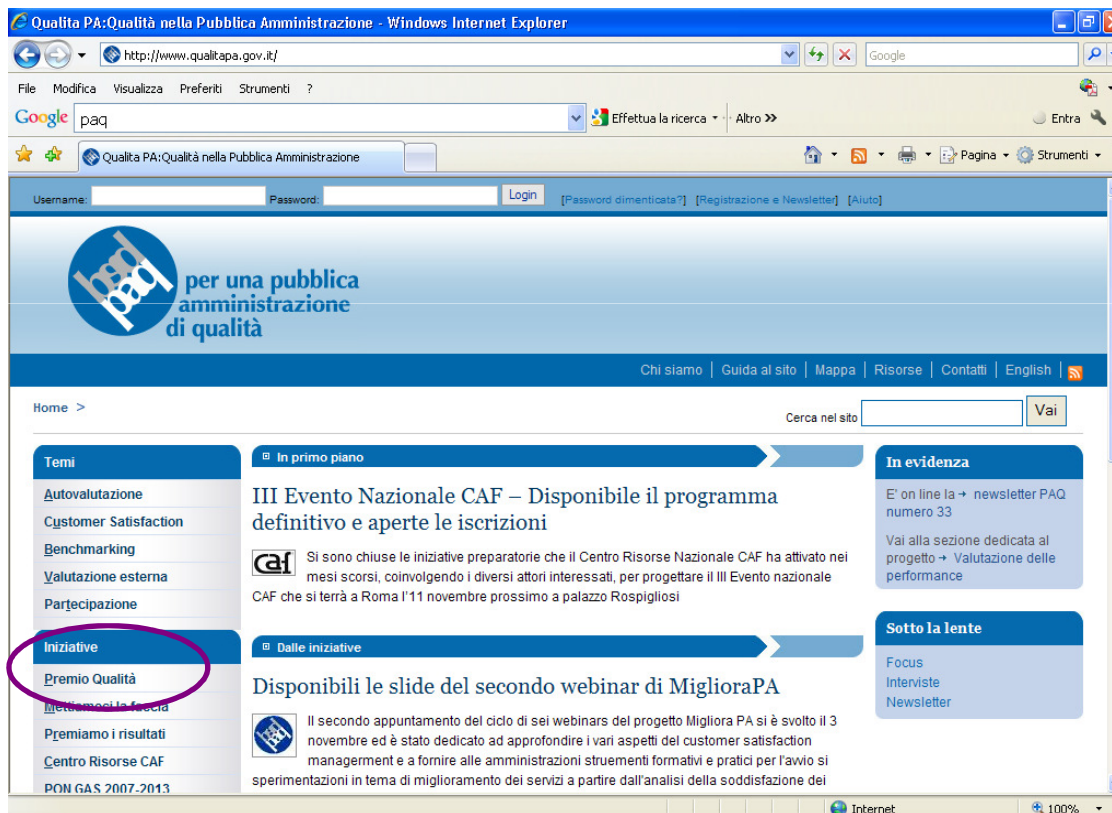 Qualita PA:Qualità nella Pubblica Amministrazione - Windows Internet Explorer
http://www.qualitapa.gov.it/
Google
File Modifica Visualizza Preferiti Strumenti ?
Google paq Effettua la ricerca Altro >> Entra
Qualita PA:Qualità nella Pubblica Amministrazione Pagina Strumenti
Username: Password: Login [Password dimenticata?] [Registrazione e Newsletter] [Aiuto]
bsd
paq
per una pubblica
amministrazione
di qualità
Chi siamo | Guida al sito | Mappa | Risorse | Contatti | English |
Home >
Cerca nel sito Vai
Temi
Autovalutazione
Customer Satisfaction
Benchmarking
Valutazione esterna
Partecipazione
Iniziative
Premio Qualità
Mettiamoci la faccia
Premiamo i risultati
Centro Risorse CAF
PON GAS 2007-2013
In primo piano
III Evento Nazionale CAF – Disponibile il programma
definitivo e aperte le iscrizioni
caf
Si sono chiuse le iniziative preparatorie che il Centro Risorse Nazionale CAF ha attivato nei
mesi scorsi, coinvolgendo i diversi attori interessati, per progettare il III Evento nazionale
CAF che si terrà a Roma l'11 novembre prossimo a palazzo Rospigliosi
Dalle iniziative
Disponibili le slide del secondo webinar di MiglioraPA
Il secondo appuntamento del ciclo di sei webinars del progetto Migliora PA si è svolto il 3
novembre ed è stato dedicato ad approfondire i vari aspetti del customer satisfaction
managerment e a fornire alle amministrazioni struementi formativi e pratici per l'avvio si
sperimentazioni in tema di miglioramento dei servizi a partire dall'analisi della soddisfazione dei
In evidenza
E' on line la newsletter PAQ
numero 33
Vai alla sezione dedicata al
progetto Valutazione delle
performance
Sotto la lente
Focus
Interviste
Newsletter
Internet 100%